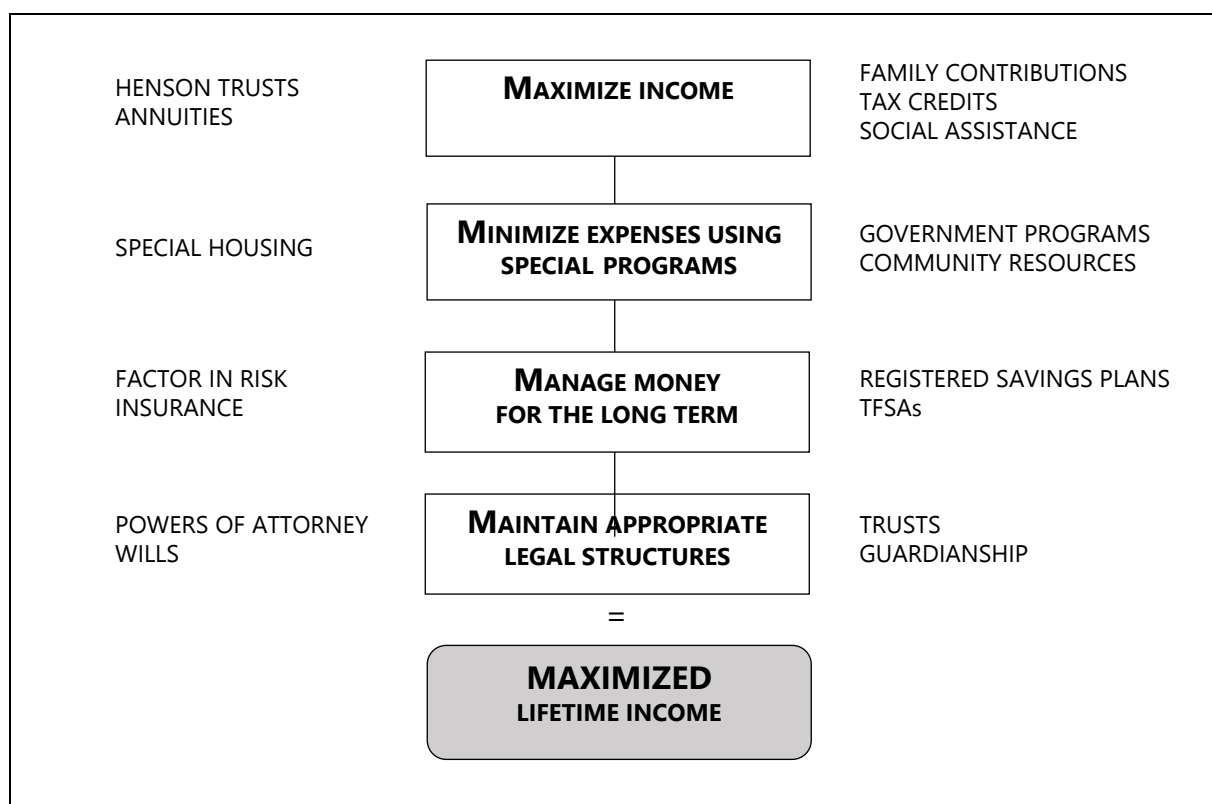 HENSON TRUSTS
ANNUITIES
MAXIMIZE INCOME
FAMILY CONTRIBUTIONS
TAX CREDITS
SOCIAL ASSISTANCE
SPECIAL HOUSING
MINIMIZE EXPENSES USING
SPECIAL PROGRAMS
GOVERNMENT PROGRAMS
COMMUNITY RESOURCES
FACTOR IN RISK
INSURANCE
MANAGE MONEY
FOR THE LONG TERM
REGISTERED SAVINGS PLANS
TFSAs
POWERS OF ATTORNEY
WILLS
MAINTAIN APPROPRIATE
LEGAL STRUCTURES
TRUSTS
GUARDIANSHIP
=
MAXIMIZED
LIFETIME INCOME